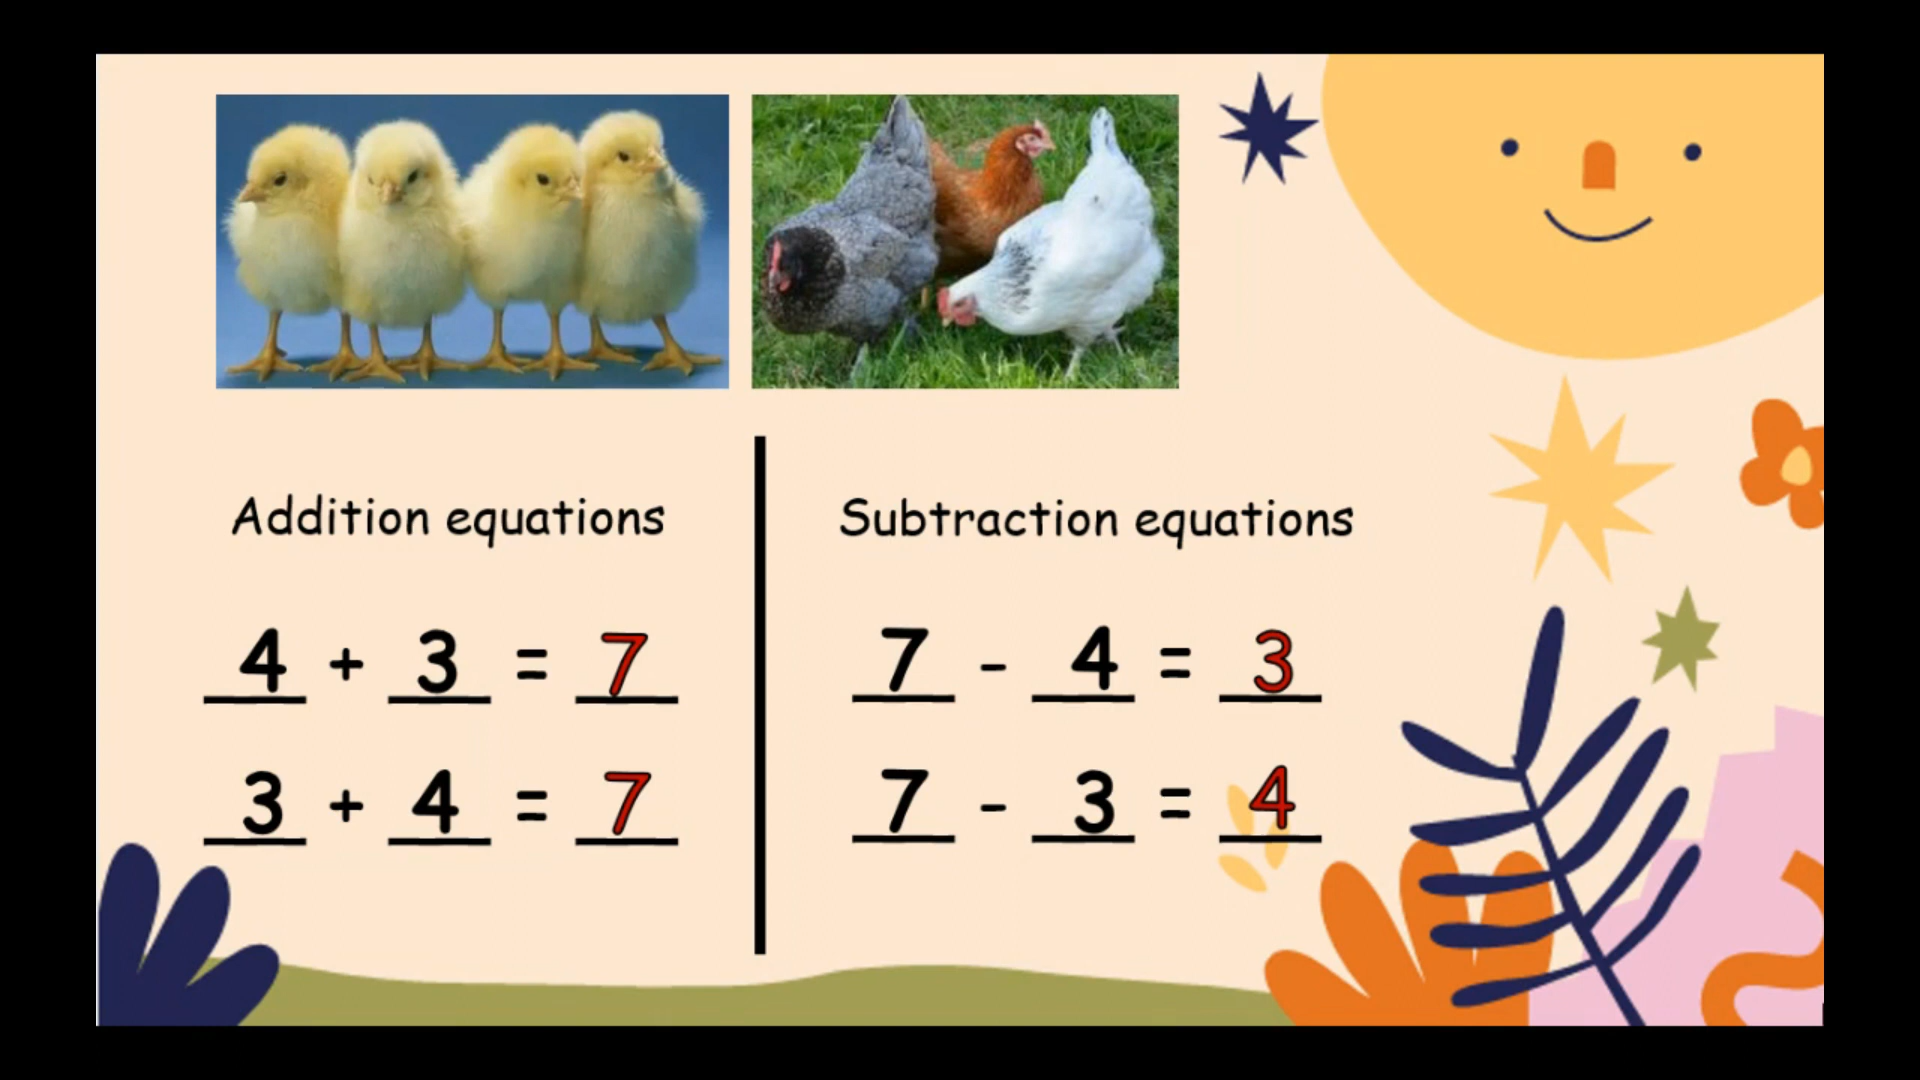 Addition equations
4 + 3 = 7
3 + 4 = 7
Subtraction equations
7 - 4 = 3
7 - 3 = 4